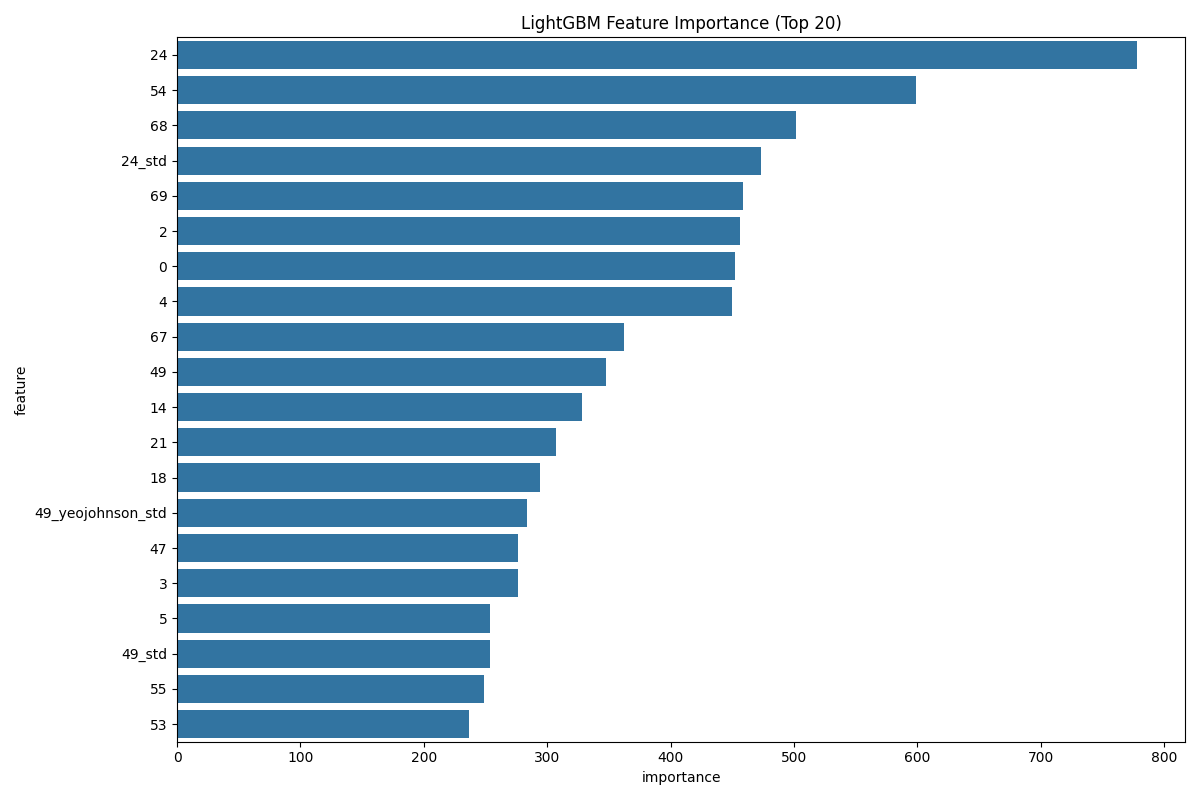 LightGBM Feature Importance (Top 20)
24
54
68
24_std
69
2
0
4
67
49
14
21
18
49_yeojohnson_std
47
3
5
49_std
55
53
feature
0 100 200 300 400 500 600 700 800
importance